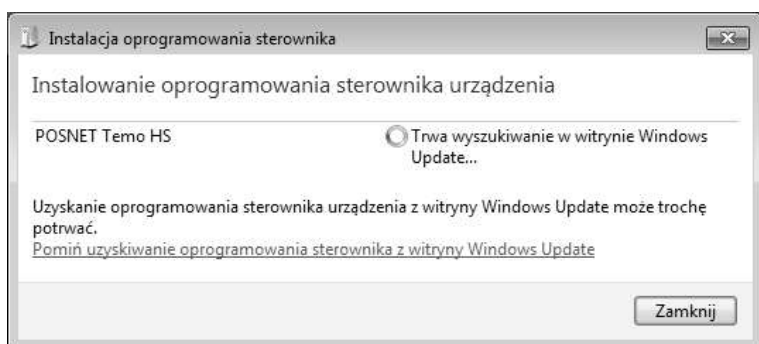 Instalacja oprogramowania sterownika
Instalowanie oprogramowania sterownika urządzenia
POSNET Temo HS
Trwa wyszukiwanie w witrynie Windows
Update...
Uzyskanie oprogramowania sterownika urządzenia z witryny Windows Update może trochę
potrwać.
Pomiń uzyskiwanie oprogramowania sterownika z witryny Windows Update
Zamknij